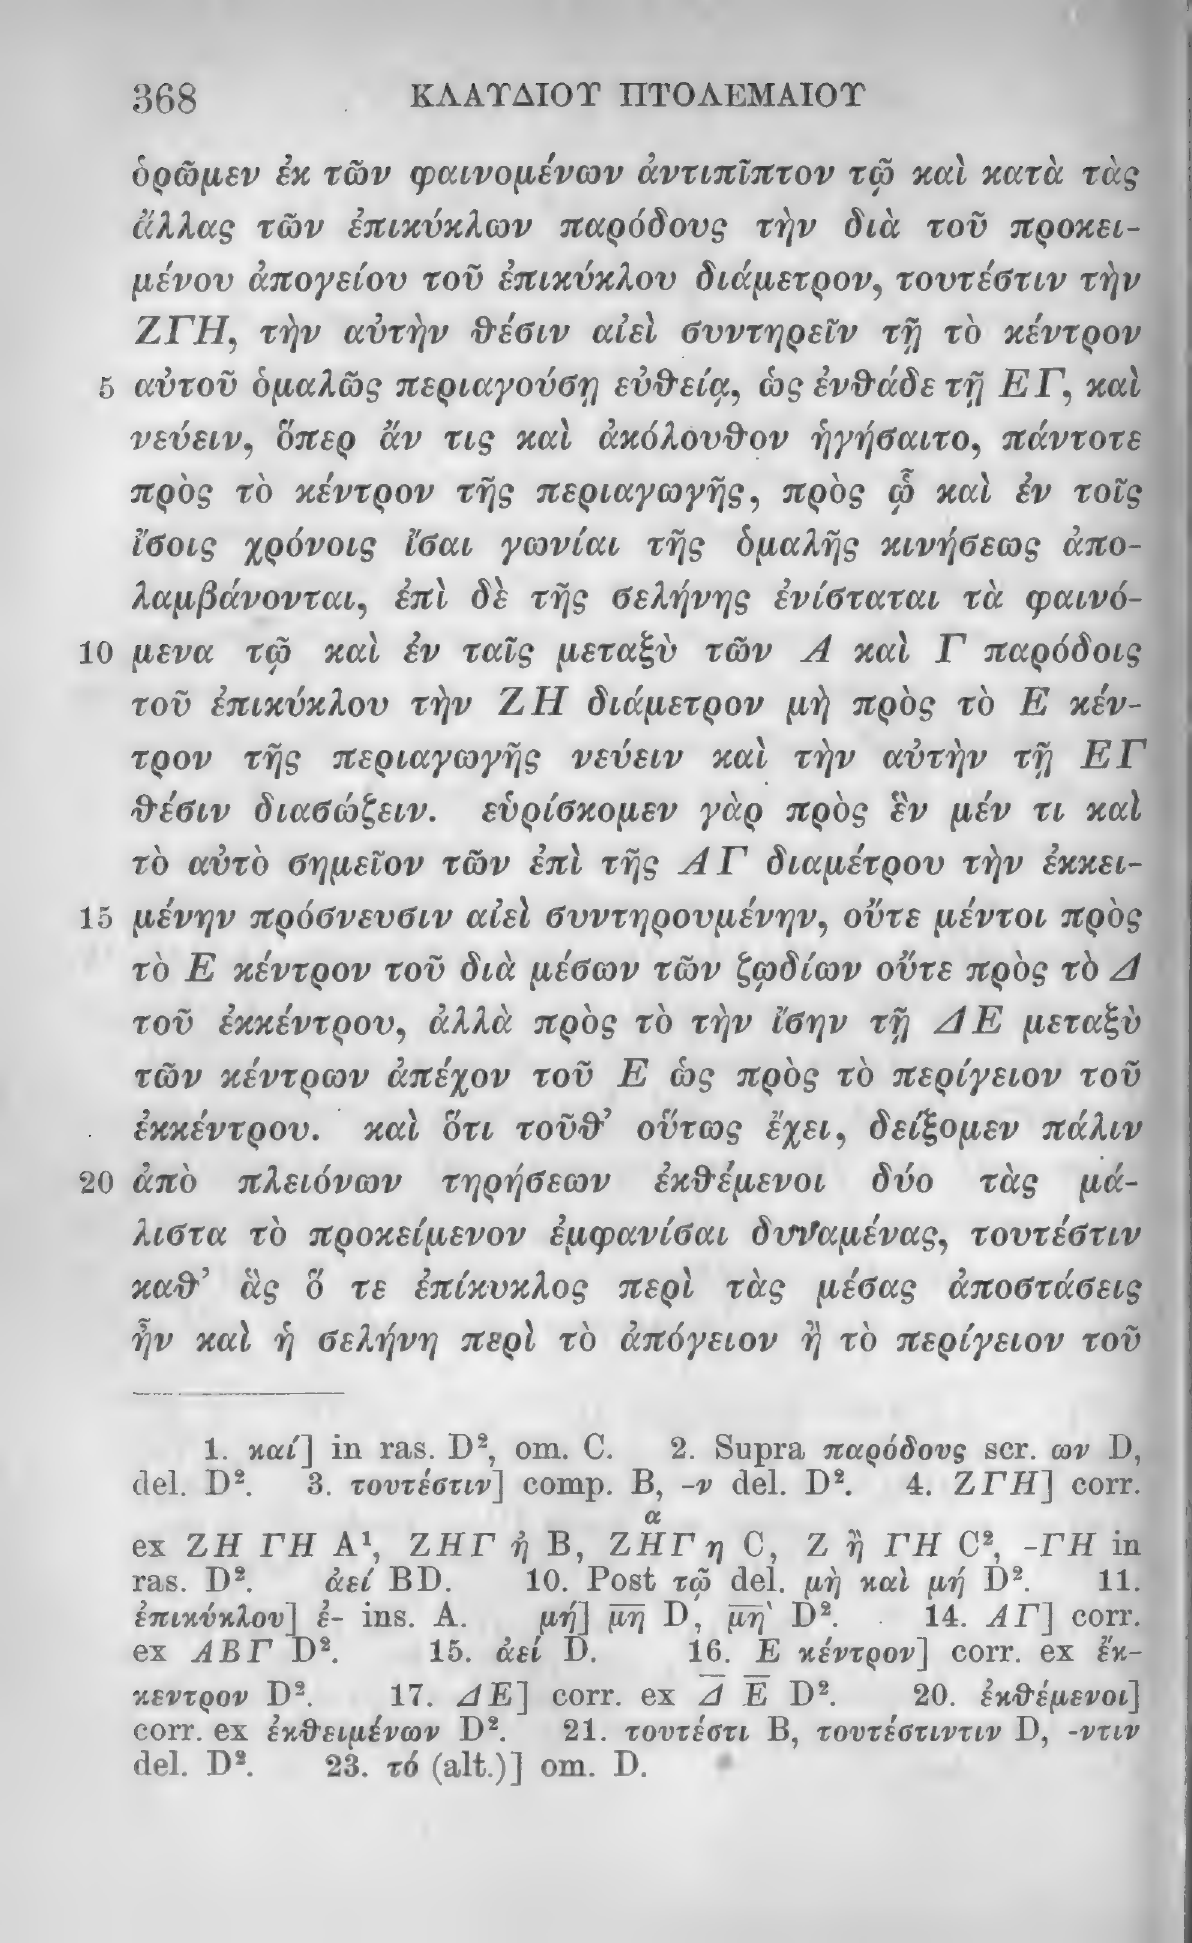 368 ΚΛΑΥΔΙΟΥ ΠΤΟΛΕΜΑΙΟΥ
ὁρῶμεν ἐκ τῶν φαινομένων ἀντιπῖπτον τῷ καὶ κατὰ τὰς
ἄλλας τῶν ἐπικύκλων παρόδους τὴν διὰ τοῦ προκει-
μένου ἀπογείου τοῦ ἐπικύκλου διάμετρον, τουτέστιν τὴν
ΖΓΗ, τὴν αὐτὴν θέσιν αἰεὶ συντηρεῖν τῇ τὸ κέντρον
5 αὐτοῦ ὁμαλῶς περιαγούσῃ εὐθείᾳ, ὡς ἐνθάδε τῇ ΕΓ, καὶ
νεύειν, ὅπερ ἄν τις καὶ ἀκόλουθον ἡγήσαιτο, πάντοτε
πρὸς τὸ κέντρον τῆς περιαγωγῆς, πρὸς ᾧ καὶ ἐν τοῖς
ἴσοις χρόνοις ἴσαι γωνίαι τῆς ὁμαλῆς κινήσεως ἀπο-
λαμβάνονται, ἐπὶ δὲ τῆς σελήνης ἐνίσταται τὰ φαινό-
10 μενα τῷ καὶ ἐν ταῖς μεταξὺ τῶν Α καὶ Γ παρόδοις
τοῦ ἐπικύκλου τὴν ΖΗ διάμετρον μὴ πρὸς τὸ Ε κέν-
τρον τῆς περιαγωγῆς νεύειν καὶ τὴν αὐτὴν τῇ ΕΓ
θέσιν διασώζειν. εὑρίσκομεν γὰρ πρὸς ἓν μέν τι καὶ
τὸ αὐτὸ σημεῖον τῶν ἐπὶ τῆς ΑΓ διαμέτρου τὴν ἐκκει-
15 μένην πρόσνευσιν αἰεὶ συντηρουμένην, οὔτε μέντοι πρὸς
τὸ Ε κέντρον τοῦ διὰ μέσων τῶν ζῳδίων οὔτε πρὸς τὸ Δ
τοῦ ἐκκέντρου, ἀλλὰ πρὸς τὸ τὴν ἴσην τῇ ΔΕ μεταξὺ
τῶν κέντρων ἀπέχον τοῦ Ε ὡς πρὸς τὸ περίγειον τοῦ
ἐκκέντρου. καὶ ὅτι τοῦθ’ οὕτως ἔχει, δείξομεν πάλιν
20 ἀπὸ πλειόνων τηρήσεων ἐκθέμενοι δύο τὰς μά-
λιστα τὸ προκείμενον ἐμφανίσαι δυναμένας, τουτέστιν
καθ’ ἃς ὅ τε ἐπίκυκλος περὶ τὰς μέσας ἀποστάσεις
ἦν καὶ ἡ σελήνη περὶ τὸ ἀπόγειον ἢ τὸ περίγειον τοῦ
1. καί] in ras. D², om. C. 2. Supra παρόδους scr. ων D,
del. D². 3. τουτέστιν] comp. B, -ν del. D². 4. ΖΓΗ] corr.
α
ex ΖΗ ΓΗ A¹, ΖΗΓ ἡ B, ΖΗΓη C, Ζ ἢ ΓΗ C², -ΓΗ in
ras. D². ἀεί BD. 10. Post τῷ del. μὴ καὶ μή D². 11.
ἐπικύκλου] ἐ- ins. A. μή] μ̅η̅ D, μ̅η̅̀ D². 14. ΑΓ] corr.
ex ΑΒΓ D². 15. ἀεί D. 16. Ε κέντρον] corr. ex ἔκ-
κεντρον D². 17. ΔΕ] corr. ex Δ̅ Ε̅ D². 20. ἐκθέμενοι]
corr. ex ἐκθειμένων D². 21. τουτέστι B, τουτέστιντιν D, -ντιν
del. D². 23. τό (alt.)] om. D.